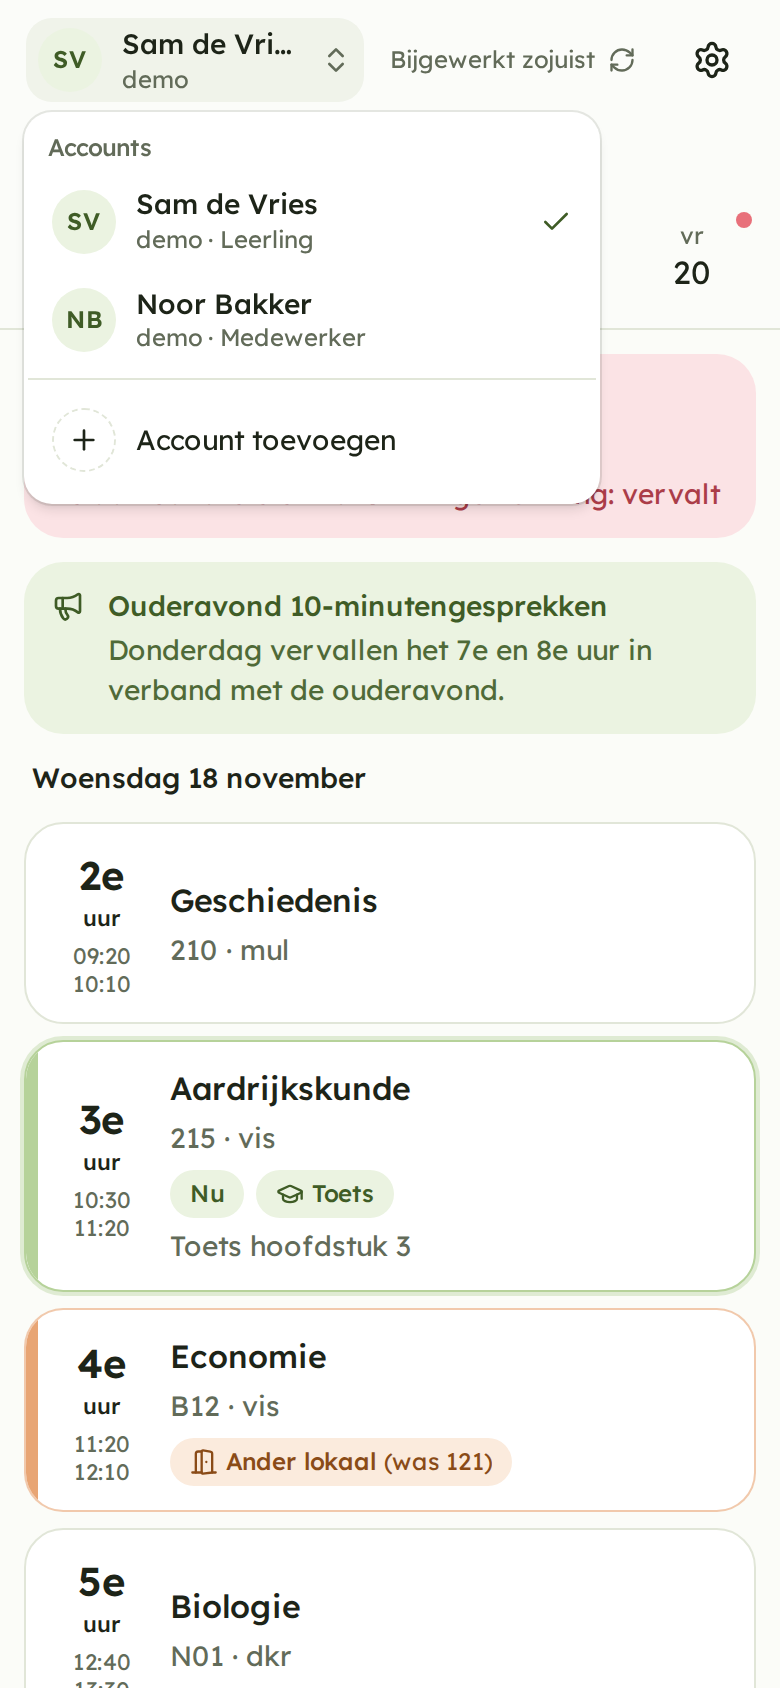 SV
Sam de Vri...
demo
Bijgewerkt zojuist
Accounts
SV
Sam de Vries
demo · Leerling
NB
Noor Bakker
demo · Medewerker
Account toevoegen
vr
20
vervalt
Ouderavond 10-minutengesprekken
Donderdag vervallen het 7e en 8e uur in
verband met de ouderavond.
Woensdag 18 november
2e
uur
09:20
10:10
Geschiedenis
210 · mul
3e
uur
10:30
11:20
Aardrijkskunde
215 · vis
Nu
Toets
Toets hoofdstuk 3
4e
uur
11:20
12:10
Economie
B12 · vis
Ander lokaal (was 121)
5e
uur
12:40
Biologie
N01 · dkr